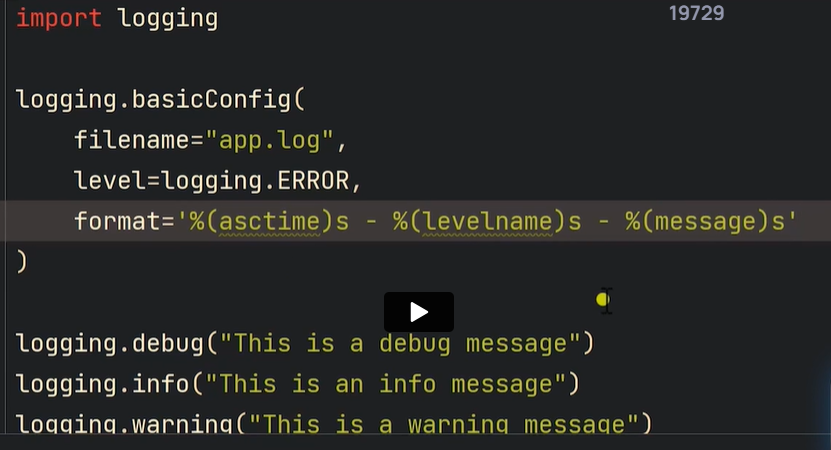 import logging
19729
logging.basicConfig(
    filename="app.log",
    level=logging.ERROR,
    format='%(asctime)s - %(levelname)s - %(message)s'
)
logging.debug("This is a debug message")
logging.info("This is an info message")
logging.warning("This is a warning message")